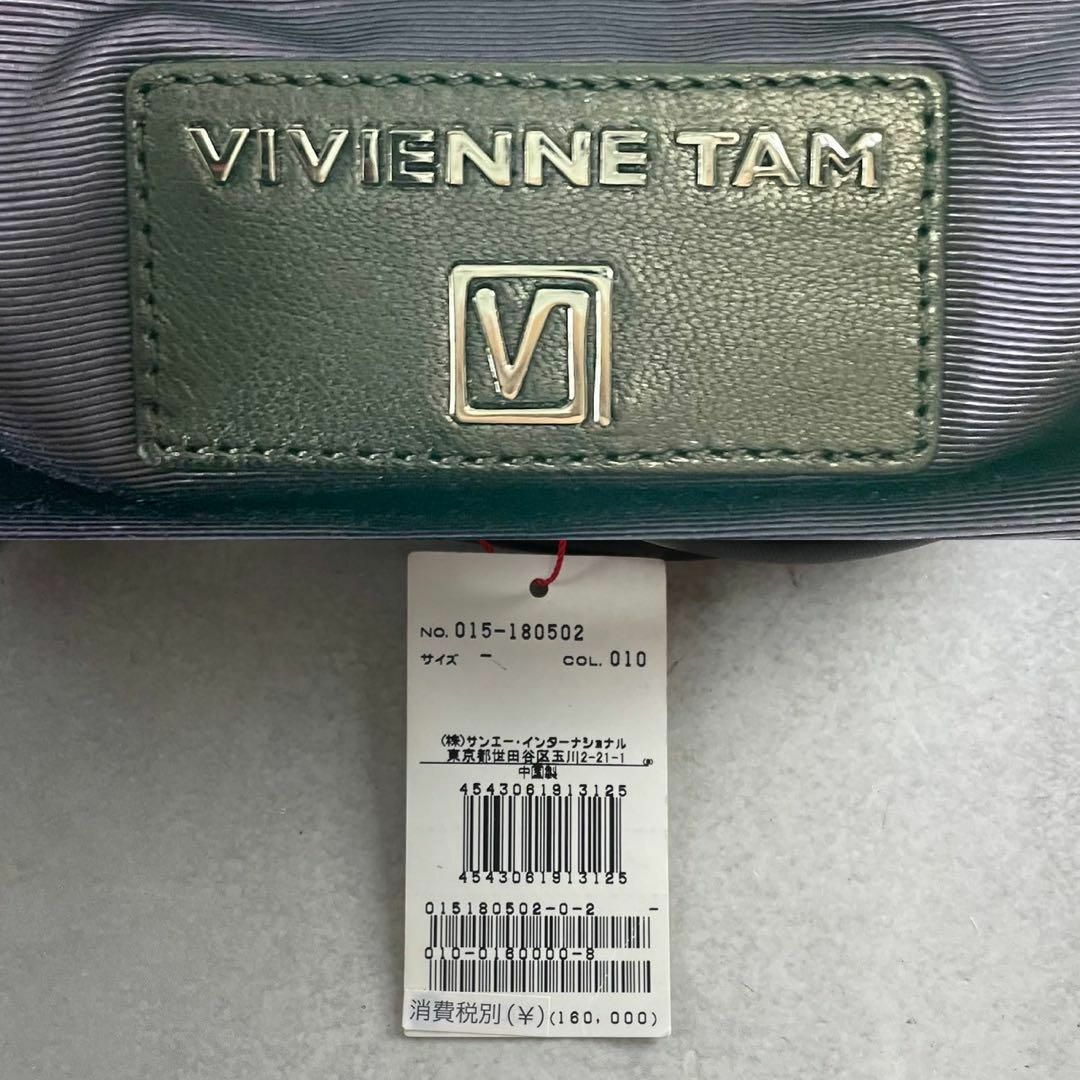 VIVIENNE TAM
V
NO. 015-180502
サイズ - COL. 010
(株)サンエー・インターナショナル
東京都世田谷区玉川2-21-1
中国製
4543061913125
4543061913125
015180502-0-2 -
010-0160000-8
消費税別(¥) (160,000)